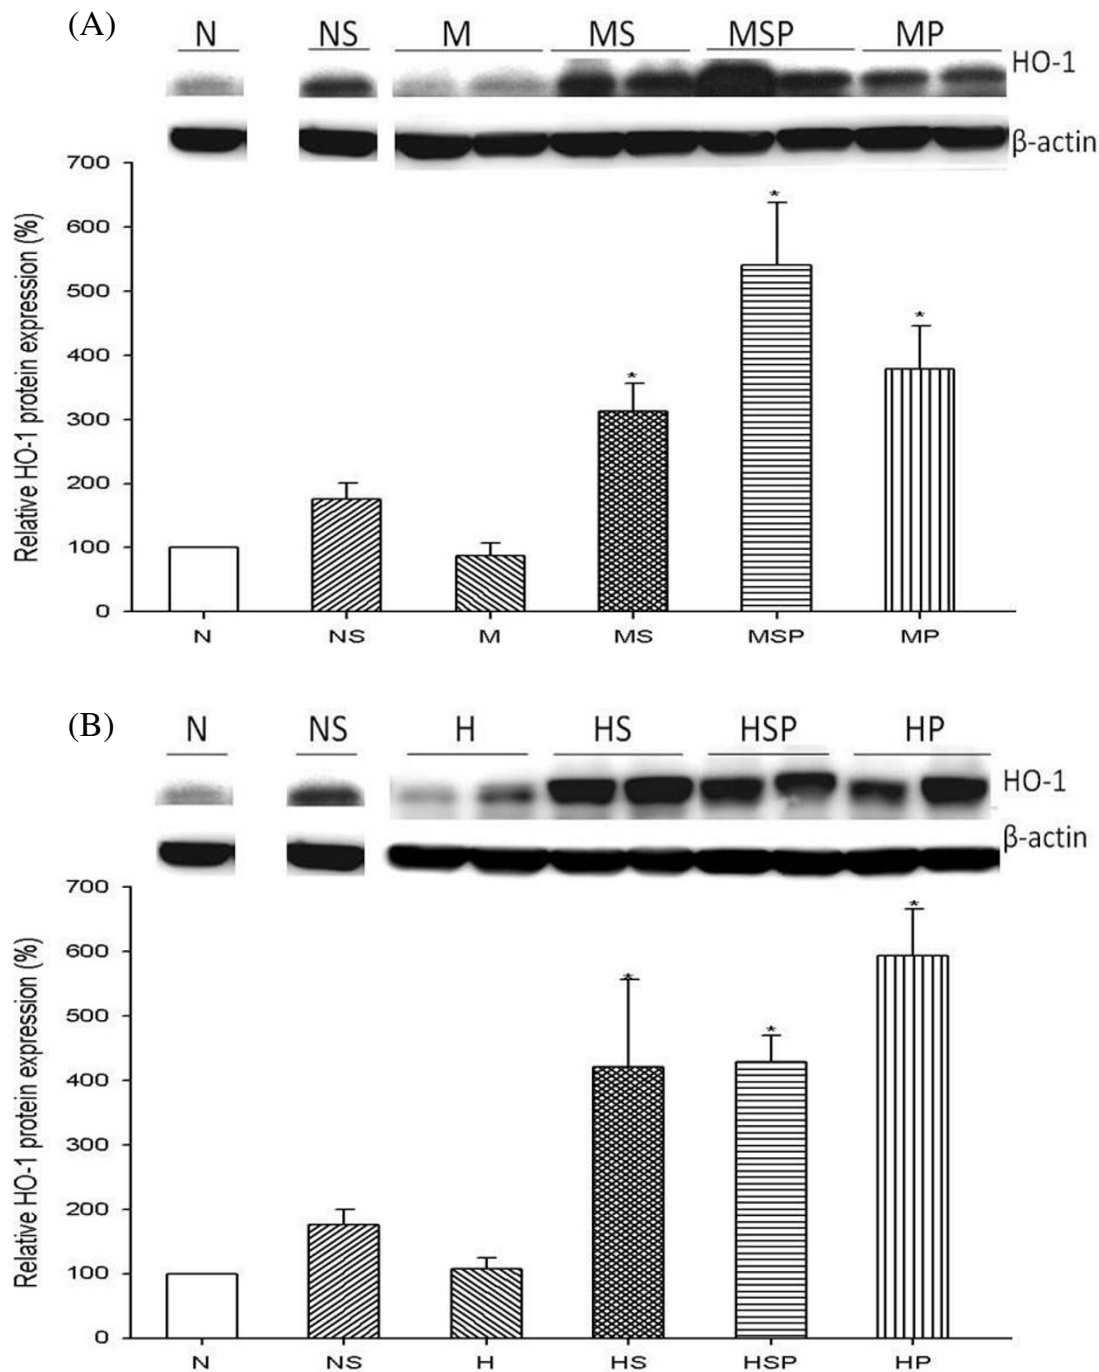 (A)
N NS M MS MSP MP
HO-1
β-actin
Relative HO-1 protein expression (%)
700
600
500
400
300
200
100
0
* * *
N NS M MS MSP MP
(B)
N NS H HS HSP HP
HO-1
β-actin
Relative HO-1 protein expression (%)
700
600
500
400
300
200
100
0
* * *
N NS H HS HSP HP